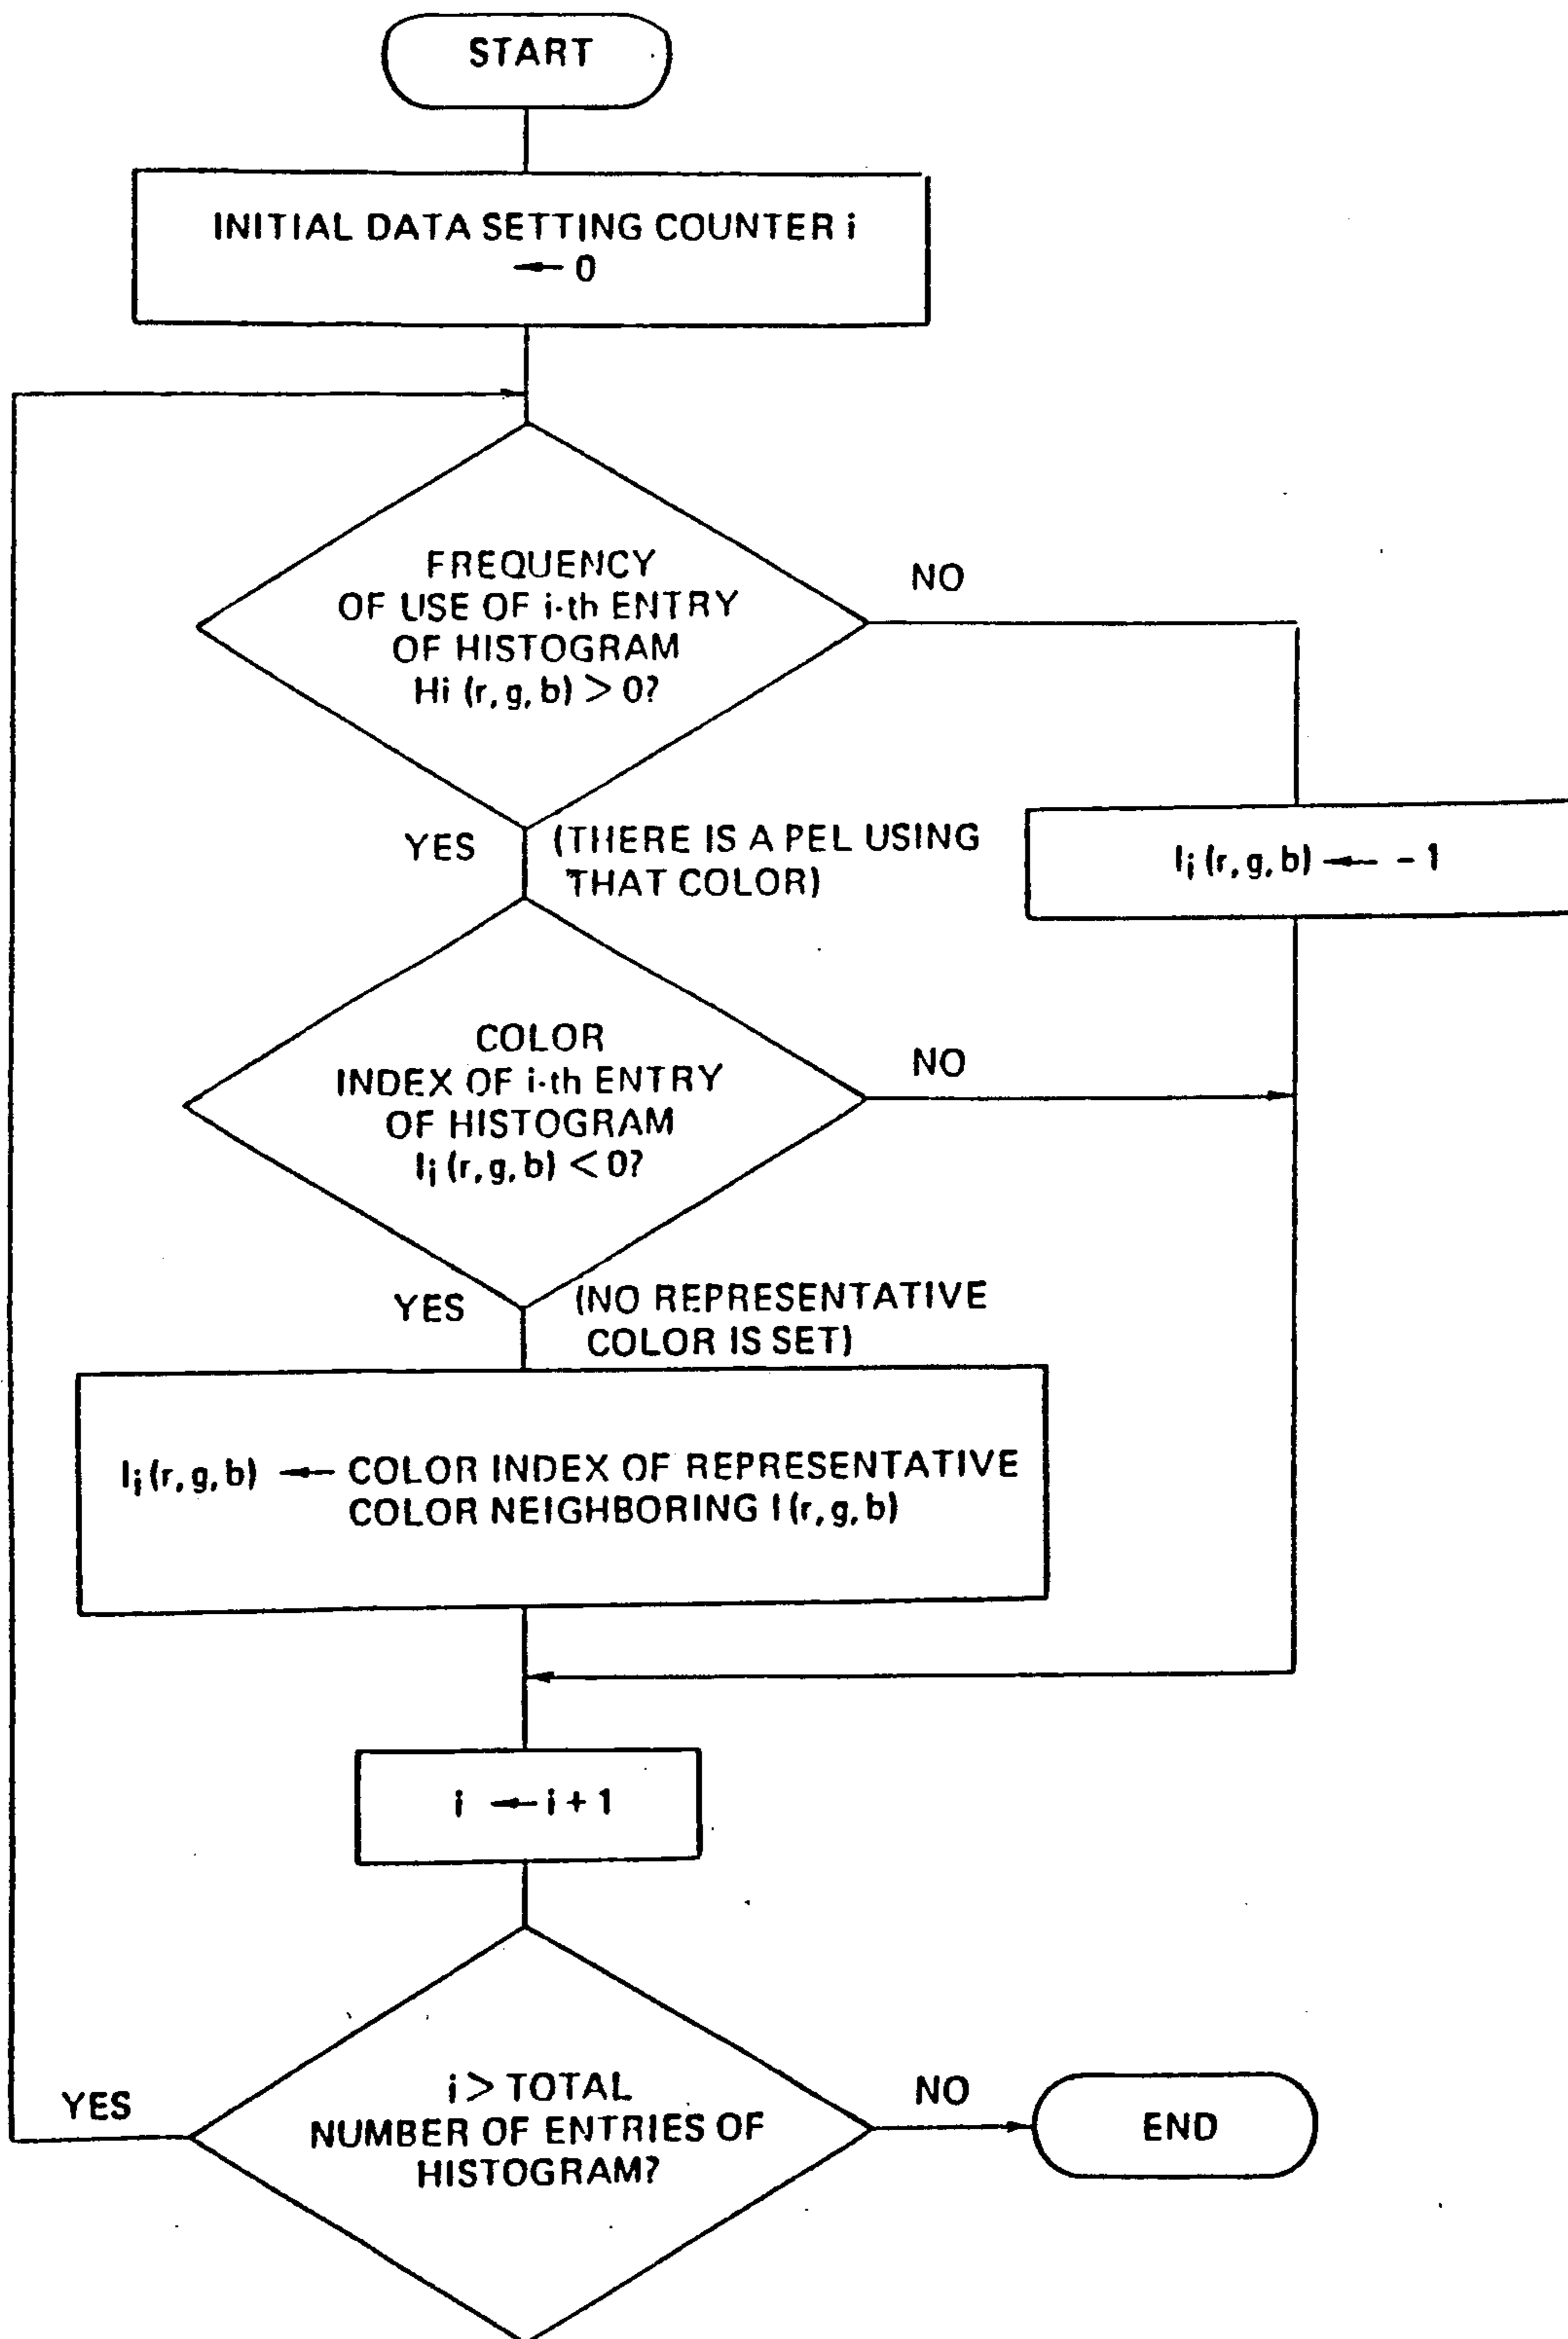 START
INITIAL DATA SETTING COUNTER i
← 0
FREQUENCY
OF USE OF i-th ENTRY
OF HISTOGRAM
Hi (r, g, b) > 0?
NO
YES
(THERE IS A PEL USING
THAT COLOR)
Ii (r, g, b) ← -1
COLOR
INDEX OF i-th ENTRY
OF HISTOGRAM
Ii (r, g, b) < 0?
NO
YES
(NO REPRESENTATIVE
COLOR IS SET)
Ii (r, g, b) ← COLOR INDEX OF REPRESENTATIVE
COLOR NEIGHBORING I (r, g, b)
i ← i + 1
i > TOTAL
NUMBER OF ENTRIES OF
HISTOGRAM?
YES
NO
END